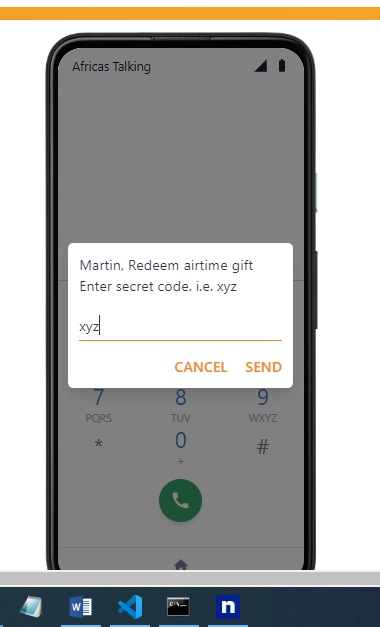 Africas Talking
Martin, Redeem airtime gift
Enter secret code. i.e. xyz
xyz
CANCEL SEND
7 8 9
PQRS TUV WXYZ
* 0 #
+